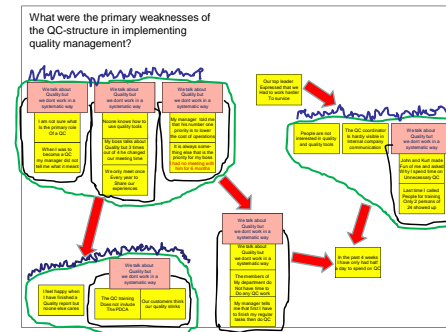 What were the primary weaknesses of
the QC-structure in implementing
quality management?
We talk about
Quality but
we dont work in a
systematic way
I am not sure what
is the primary role
Of a QC
When I was to
become a QC
my manager did not
tell me what it means
We talk about
Quality but
we dont work in a
systematic way
Noone knows how to
use quality tools
My boss talks about
Quality but 3 times
out of 4 he changed
our meeting time
We only meet once
Every year to
Share our
experiences
We talk about
Quality but
we dont work in a
systematic way
My manager told me
that his number one
priority is to lower
the cost of operations
It is always some-
thing else that is the
priority for my boss
I had no meeting with
him for 6 months
Our top leader
Expressed that we
Had to work harder
To survive
People are not
interested in quality
and quality tools
The QC coordinator
is hardly visible in
internal company
communication
We talk about
Quality but
we dont work in a
systematic way
John and Kurt made
Fun of me and asked
Why I spend time on
Unnecessary QC
Last time I called
People for training
Only 2 persons of
24 showed up
I feel happy when
I have finished a
Quality report but
noone else cares
We talk about
Quality but
we dont work in a
systematic way
The QC training
Does not include
The PDCA
Our customers think
our quality stinks
We talk about
Quality but
we dont work in a
systematic way
We talk about
Quality but
we dont work in a
systematic way
The members of
My department do
Not have time to
Do any QC work
My manager tells
me that first I have
to finish my regular
tasks then do QC
In the past 4 weeks
I have only had half
a day to spend on QC